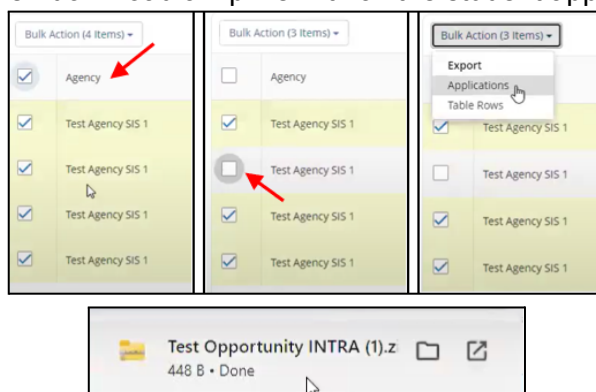 Bulk Action (4 Items)
Agency
Test Agency SIS 1
Test Agency SIS 1
Test Agency SIS 1
Test Agency SIS 1
Bulk Action (3 Items)
Agency
Test Agency SIS 1
Test Agency SIS 1
Test Agency SIS 1
Test Agency SIS 1
Bulk Action (3 Items)
Export
Applications
Table Rows
Test Agency SIS 1
Test Agency SIS 1
Test Agency SIS 1
Test Agency SIS 1
Test Opportunity INTRA (1).z
448 B • Done